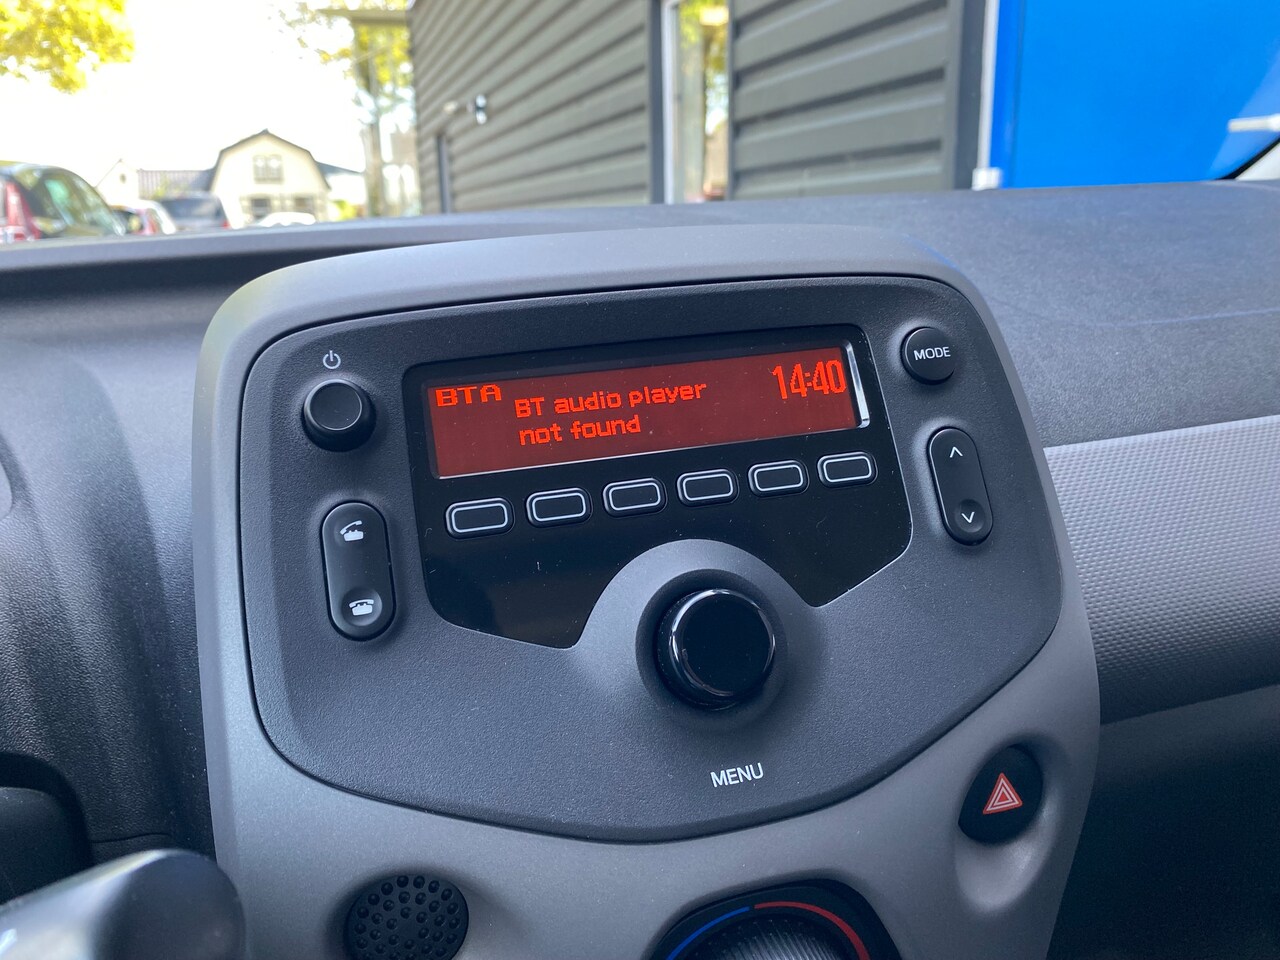 BTA
BT audio player
not found
14:40
MODE
MENU